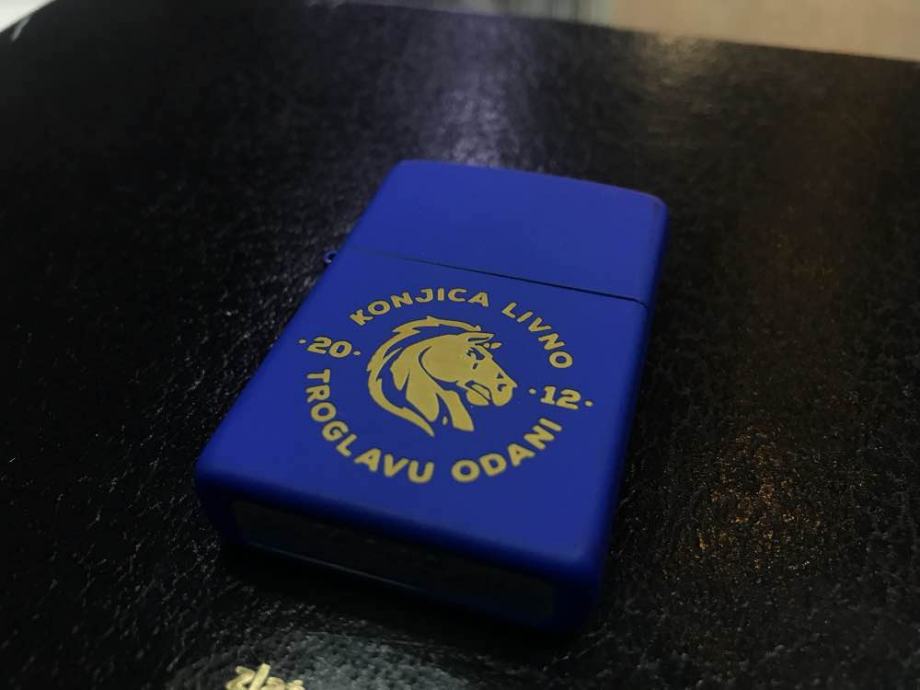 KONJICA LIVNO
·20· ·12·
TROGLAVU ODANI